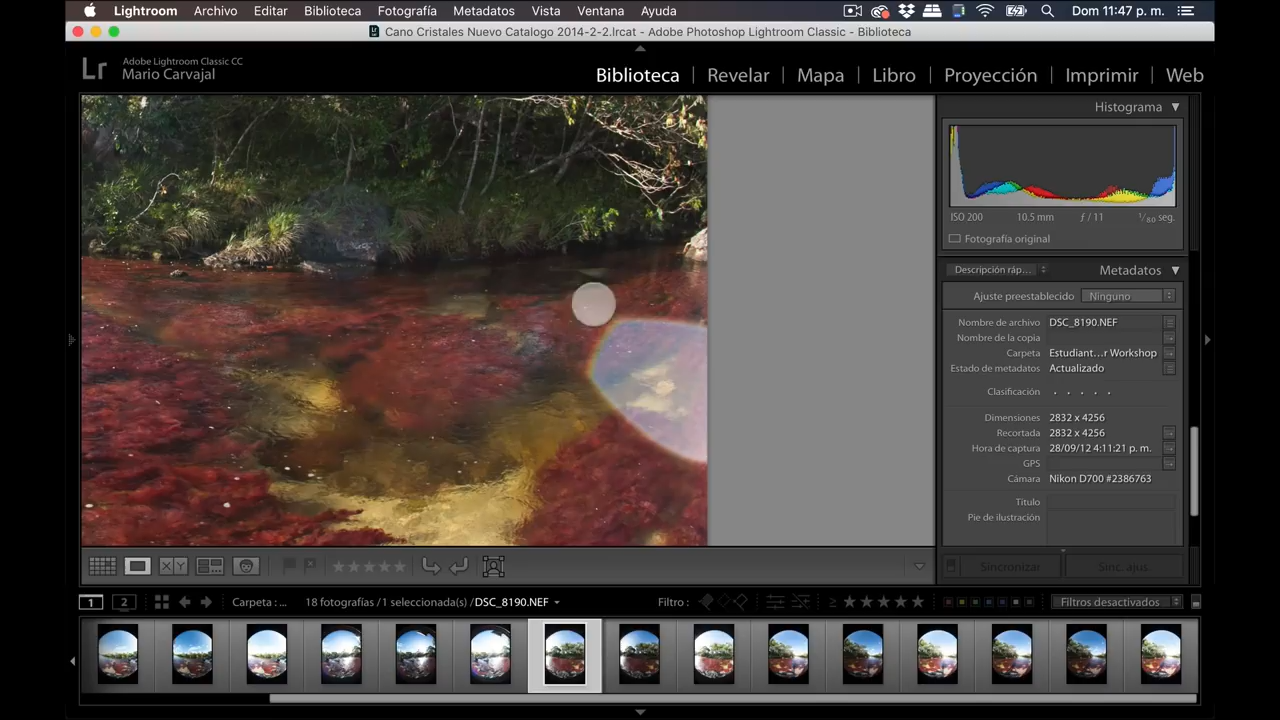 Lightroom Archivo Editar Biblioteca Fotografía Metadatos Vista Ventana Ayuda Dom 11:47 p. m.
Cano Cristales Nuevo Catalogo 2014-2-2.lrcat - Adobe Photoshop Lightroom Classic - Biblioteca
Lr
Adobe Lightroom Classic CC
Mario Carvajal
Biblioteca | Revelar | Mapa | Libro | Proyección | Imprimir | Web
Histograma
ISO 200 10.5 mm ƒ / 11 1/80 seg.
Fotografía original
Descripción ráp... Metadatos
Ajuste preestablecido Ninguno
Nombre de archivo DSC_8190.NEF
Nombre de la copia
Carpeta Estudiant...r Workshop
Estado de metadatos Actualizado
Clasificación . . . . .
Dimensiones 2832 x 4256
Recortada 2832 x 4256
Hora de captura 28/09/12 4:11:21 p. m.
GPS
Cámara Nikon D700 #2386763
Título
Pie de ilustración
X Y
Sincronizar Sinc. ajus
1 2 Carpeta : ... 18 fotografías /1 seleccionada(s) /DSC_8190.NEF Filtro : ≥ Filtros desactivados